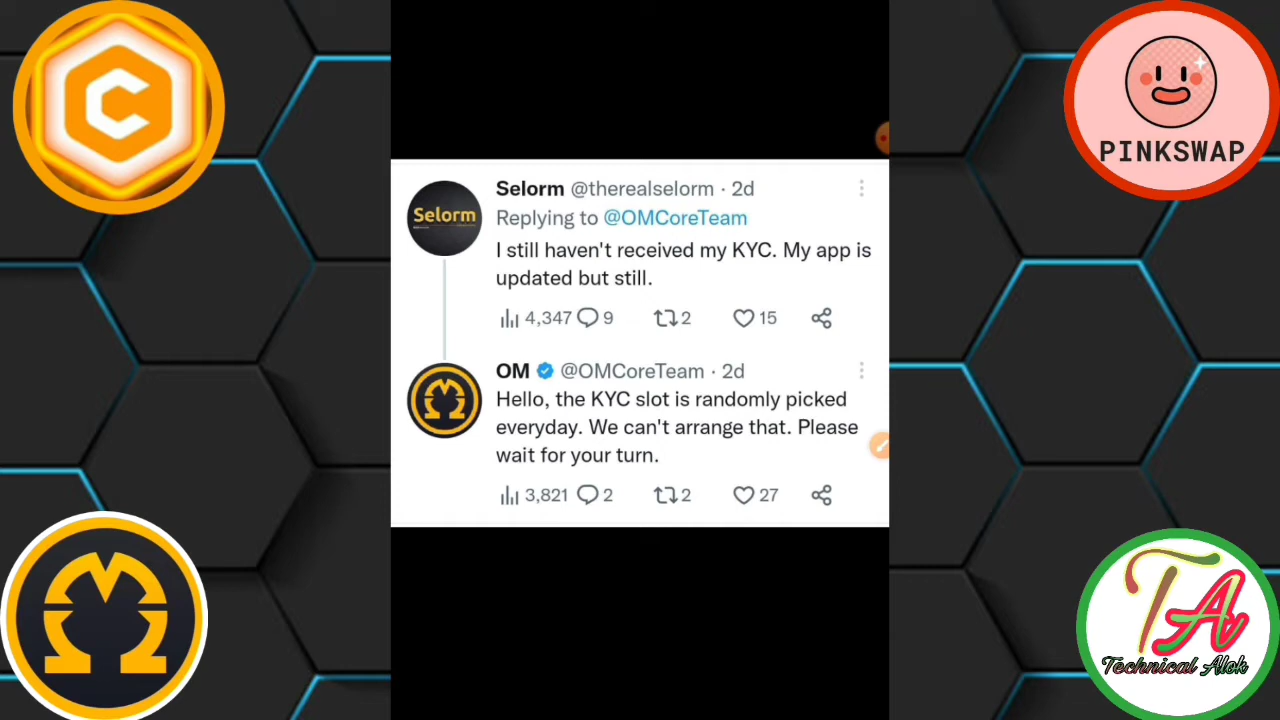 PINKSWAP
Selorm
Selorm @therealselorm · 2d
Replying to @OMCoreTeam
I still haven't received my KYC. My app is
updated but still.
4,347 9 2 15
OM @OMCoreTeam · 2d
Hello, the KYC slot is randomly picked
everyday. We can't arrange that. Please
wait for your turn.
3,821 2 2 27
TA
Technical Alok